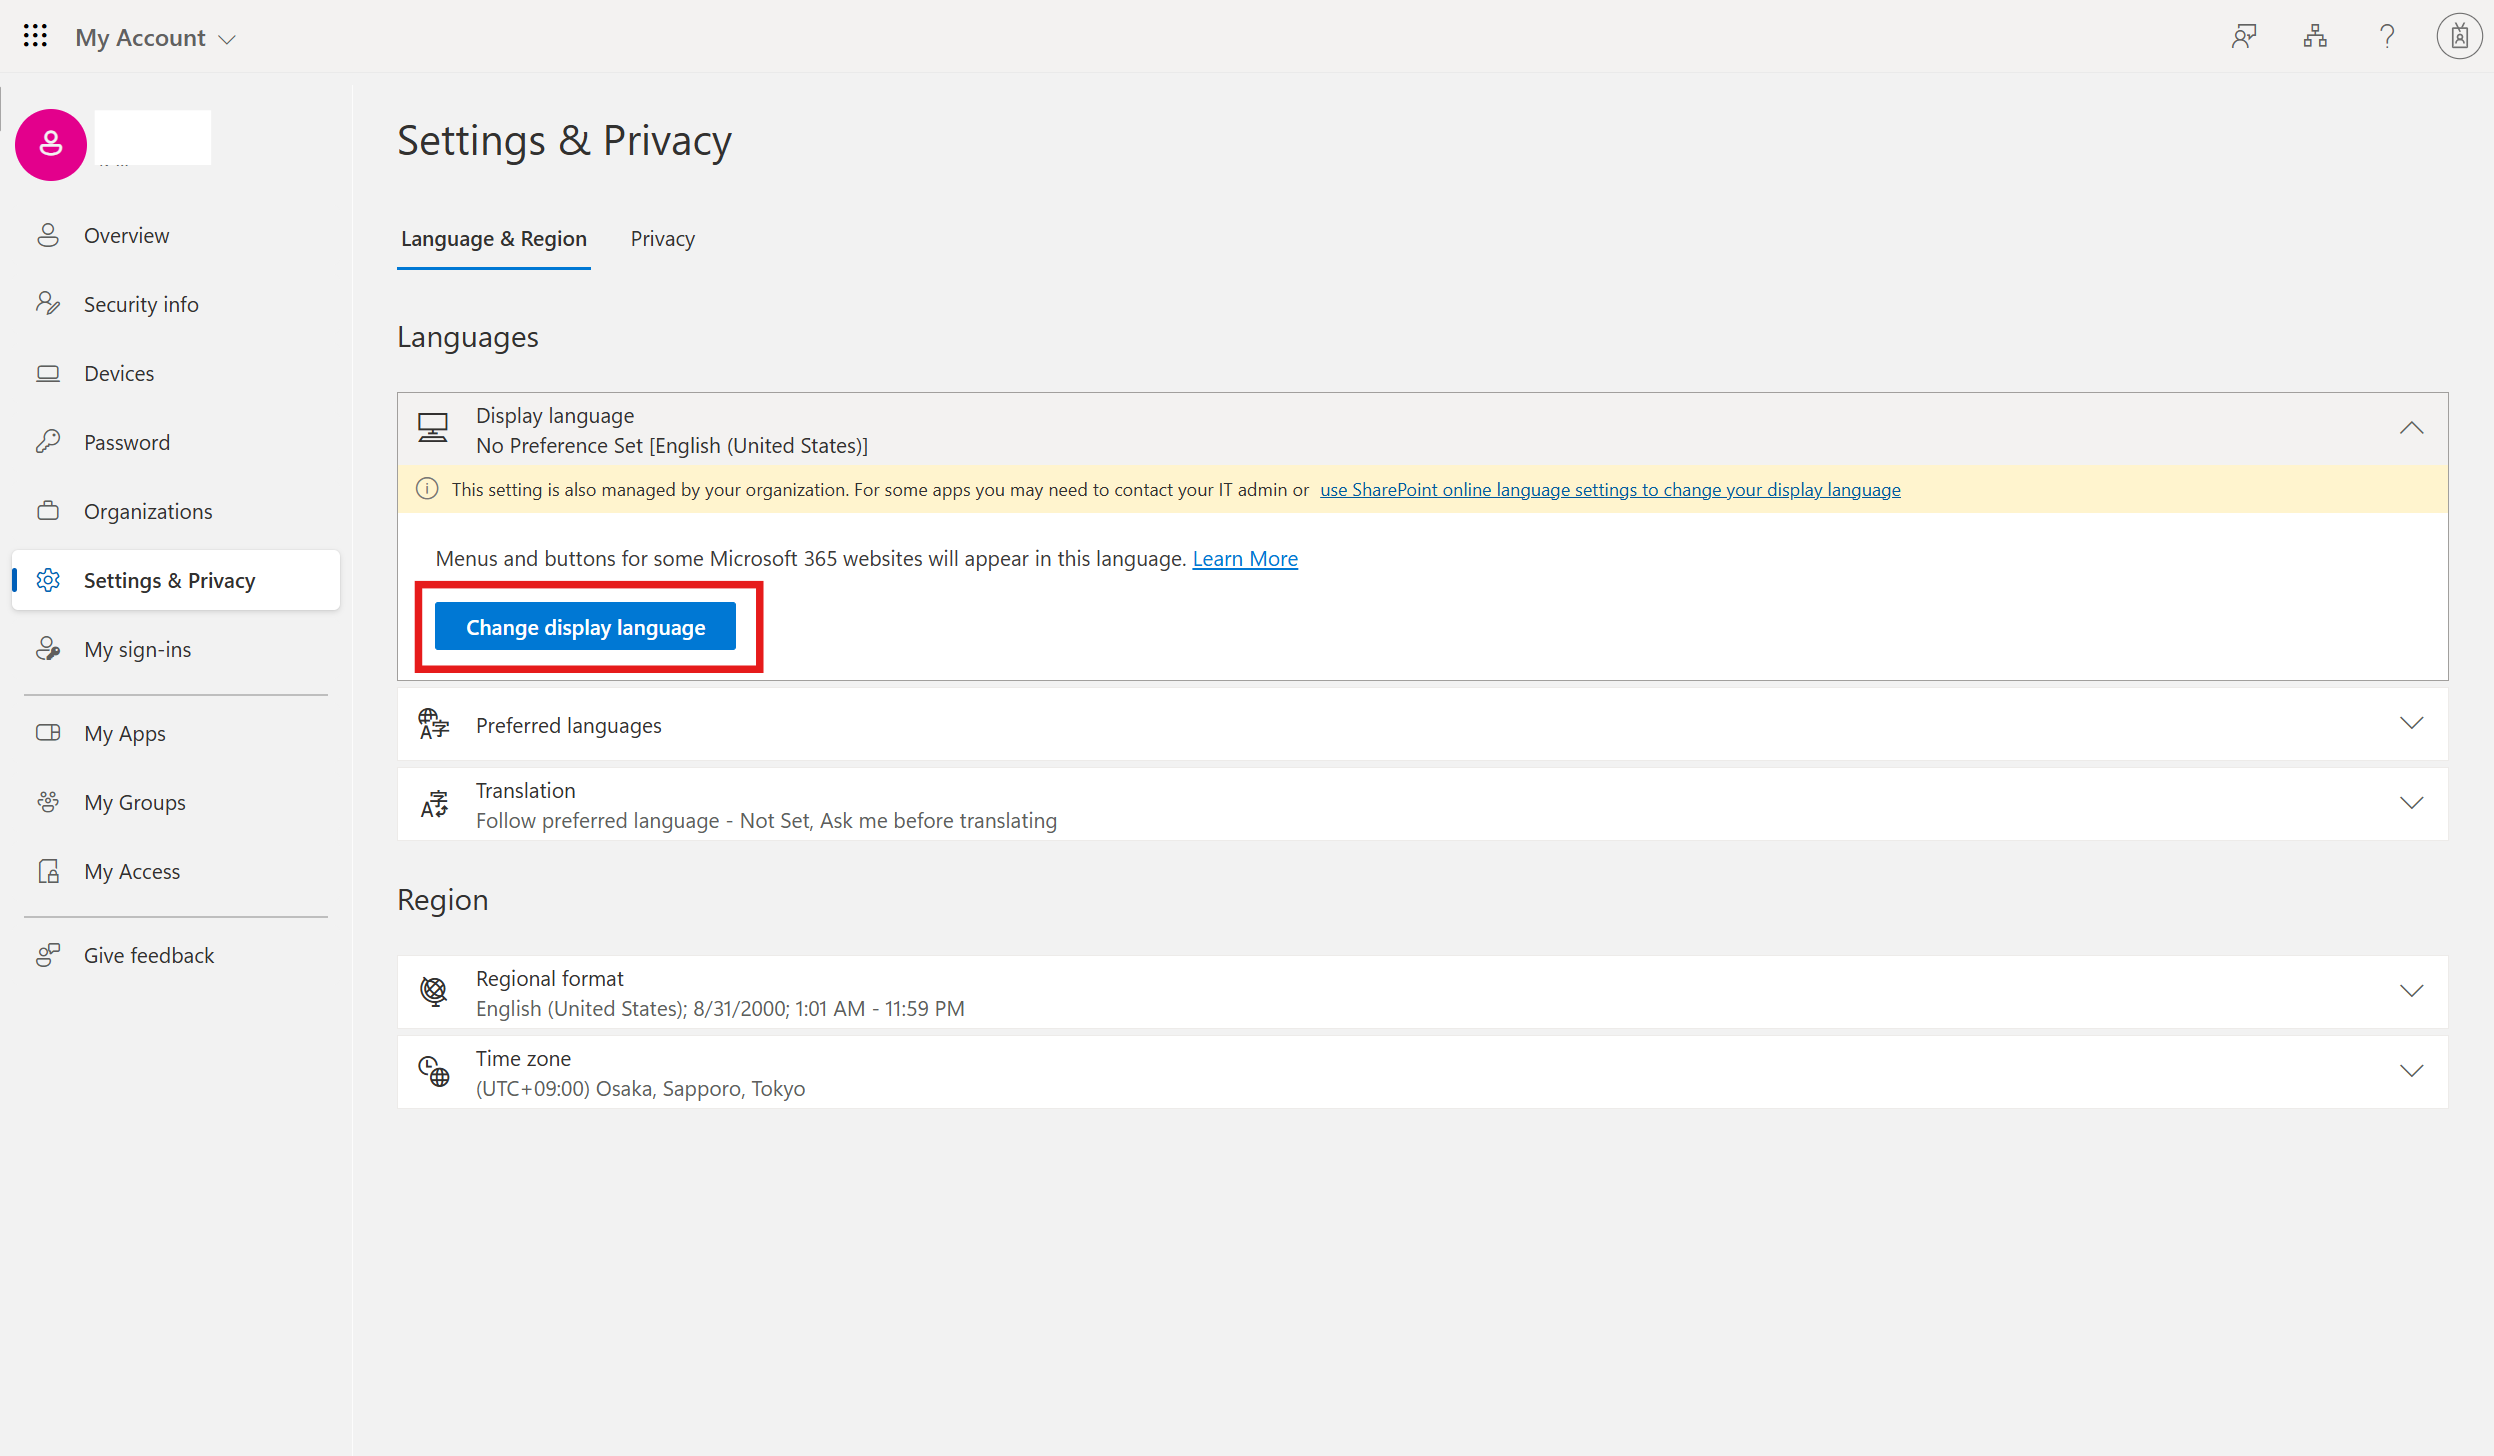 My Account
Overview
Security info
Devices
Password
Organizations
Settings & Privacy
My sign-ins
My Apps
My Groups
My Access
Give feedback
Settings & Privacy
Language & Region
Privacy
Languages
Display language
No Preference Set [English (United States)]
This setting is also managed by your organization. For some apps you may need to contact your IT admin or use SharePoint online language settings to change your display language
Menus and buttons for some Microsoft 365 websites will appear in this language. Learn More
Change display language
Preferred languages
Translation
Follow preferred language - Not Set, Ask me before translating
Region
Regional format
English (United States); 8/31/2000; 1:01 AM - 11:59 PM
Time zone
(UTC+09:00) Osaka, Sapporo, Tokyo